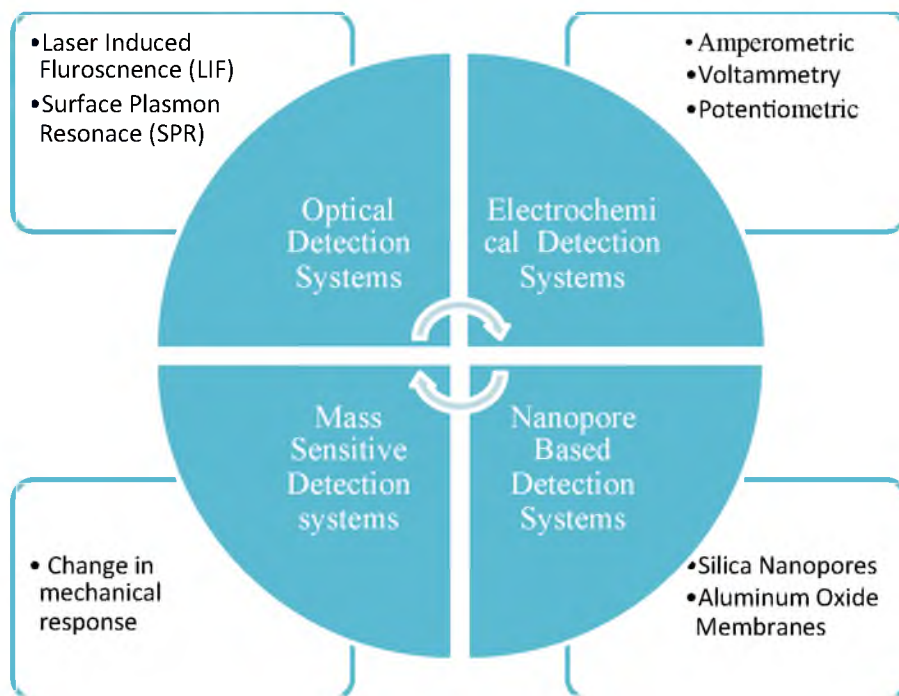 •Laser Induced
Fluroscnence (LIF)
•Surface Plasmon
Resonace (SPR)
• Amperometric
•Voltammetry
•Potentiometric
Optical
Detection
Systems
Electrochemi
cal Detection
Systems
Mass
Sensitive
Detection
systems
Nanopore
Based
Detection
Systems
• Change in
mechanical
response
•Silica Nanopores
•Aluminum Oxide
Membranes